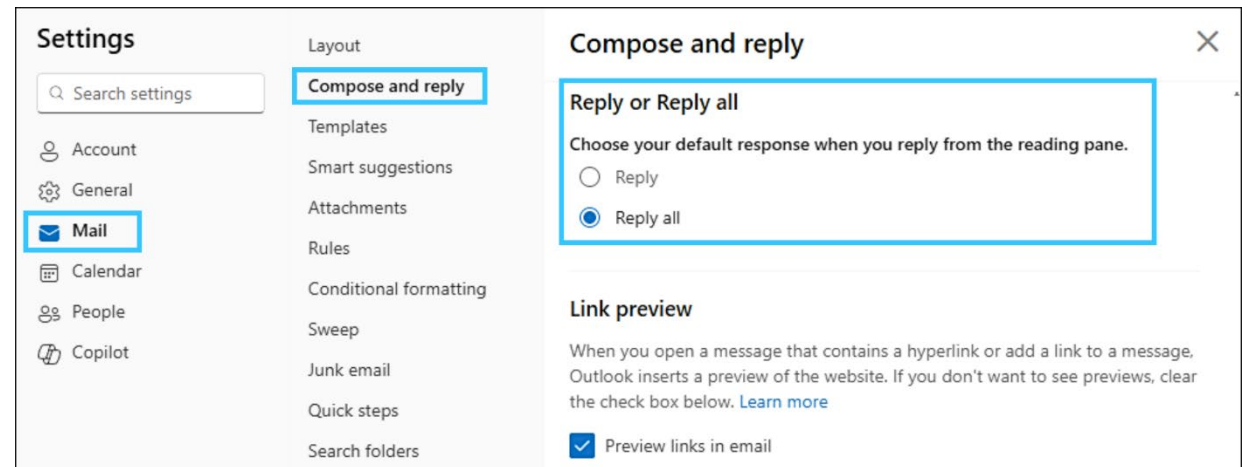 Settings
Search settings
Account
General
Mail
Calendar
People
Copilot
Layout
Compose and reply
Templates
Smart suggestions
Attachments
Rules
Conditional formatting
Sweep
Junk email
Quick steps
Search folders
Compose and reply
Reply or Reply all
Choose your default response when you reply from the reading pane.
Reply
Reply all
Link preview
When you open a message that contains a hyperlink or add a link to a message,
Outlook inserts a preview of the website. If you don't want to see previews, clear
the check box below. Learn more
Preview links in email